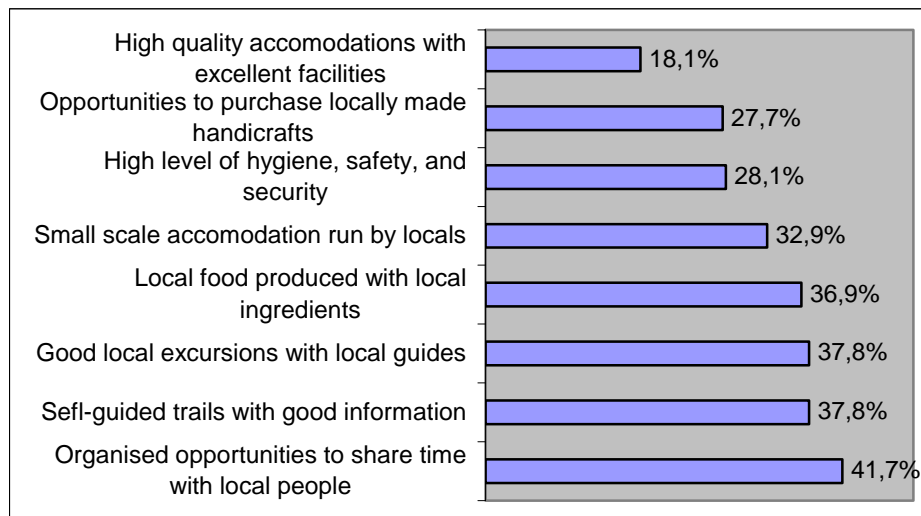 High quality accomodations with
excellent facilities
18,1%
Opportunities to purchase locally made
handicrafts
27,7%
High level of hygiene, safety, and
security
28,1%
Small scale accomodation run by locals
32,9%
Local food produced with local
ingredients
36,9%
Good local excursions with local guides
37,8%
Sefl-guided trails with good information
37,8%
Organised opportunities to share time
with local people
41,7%